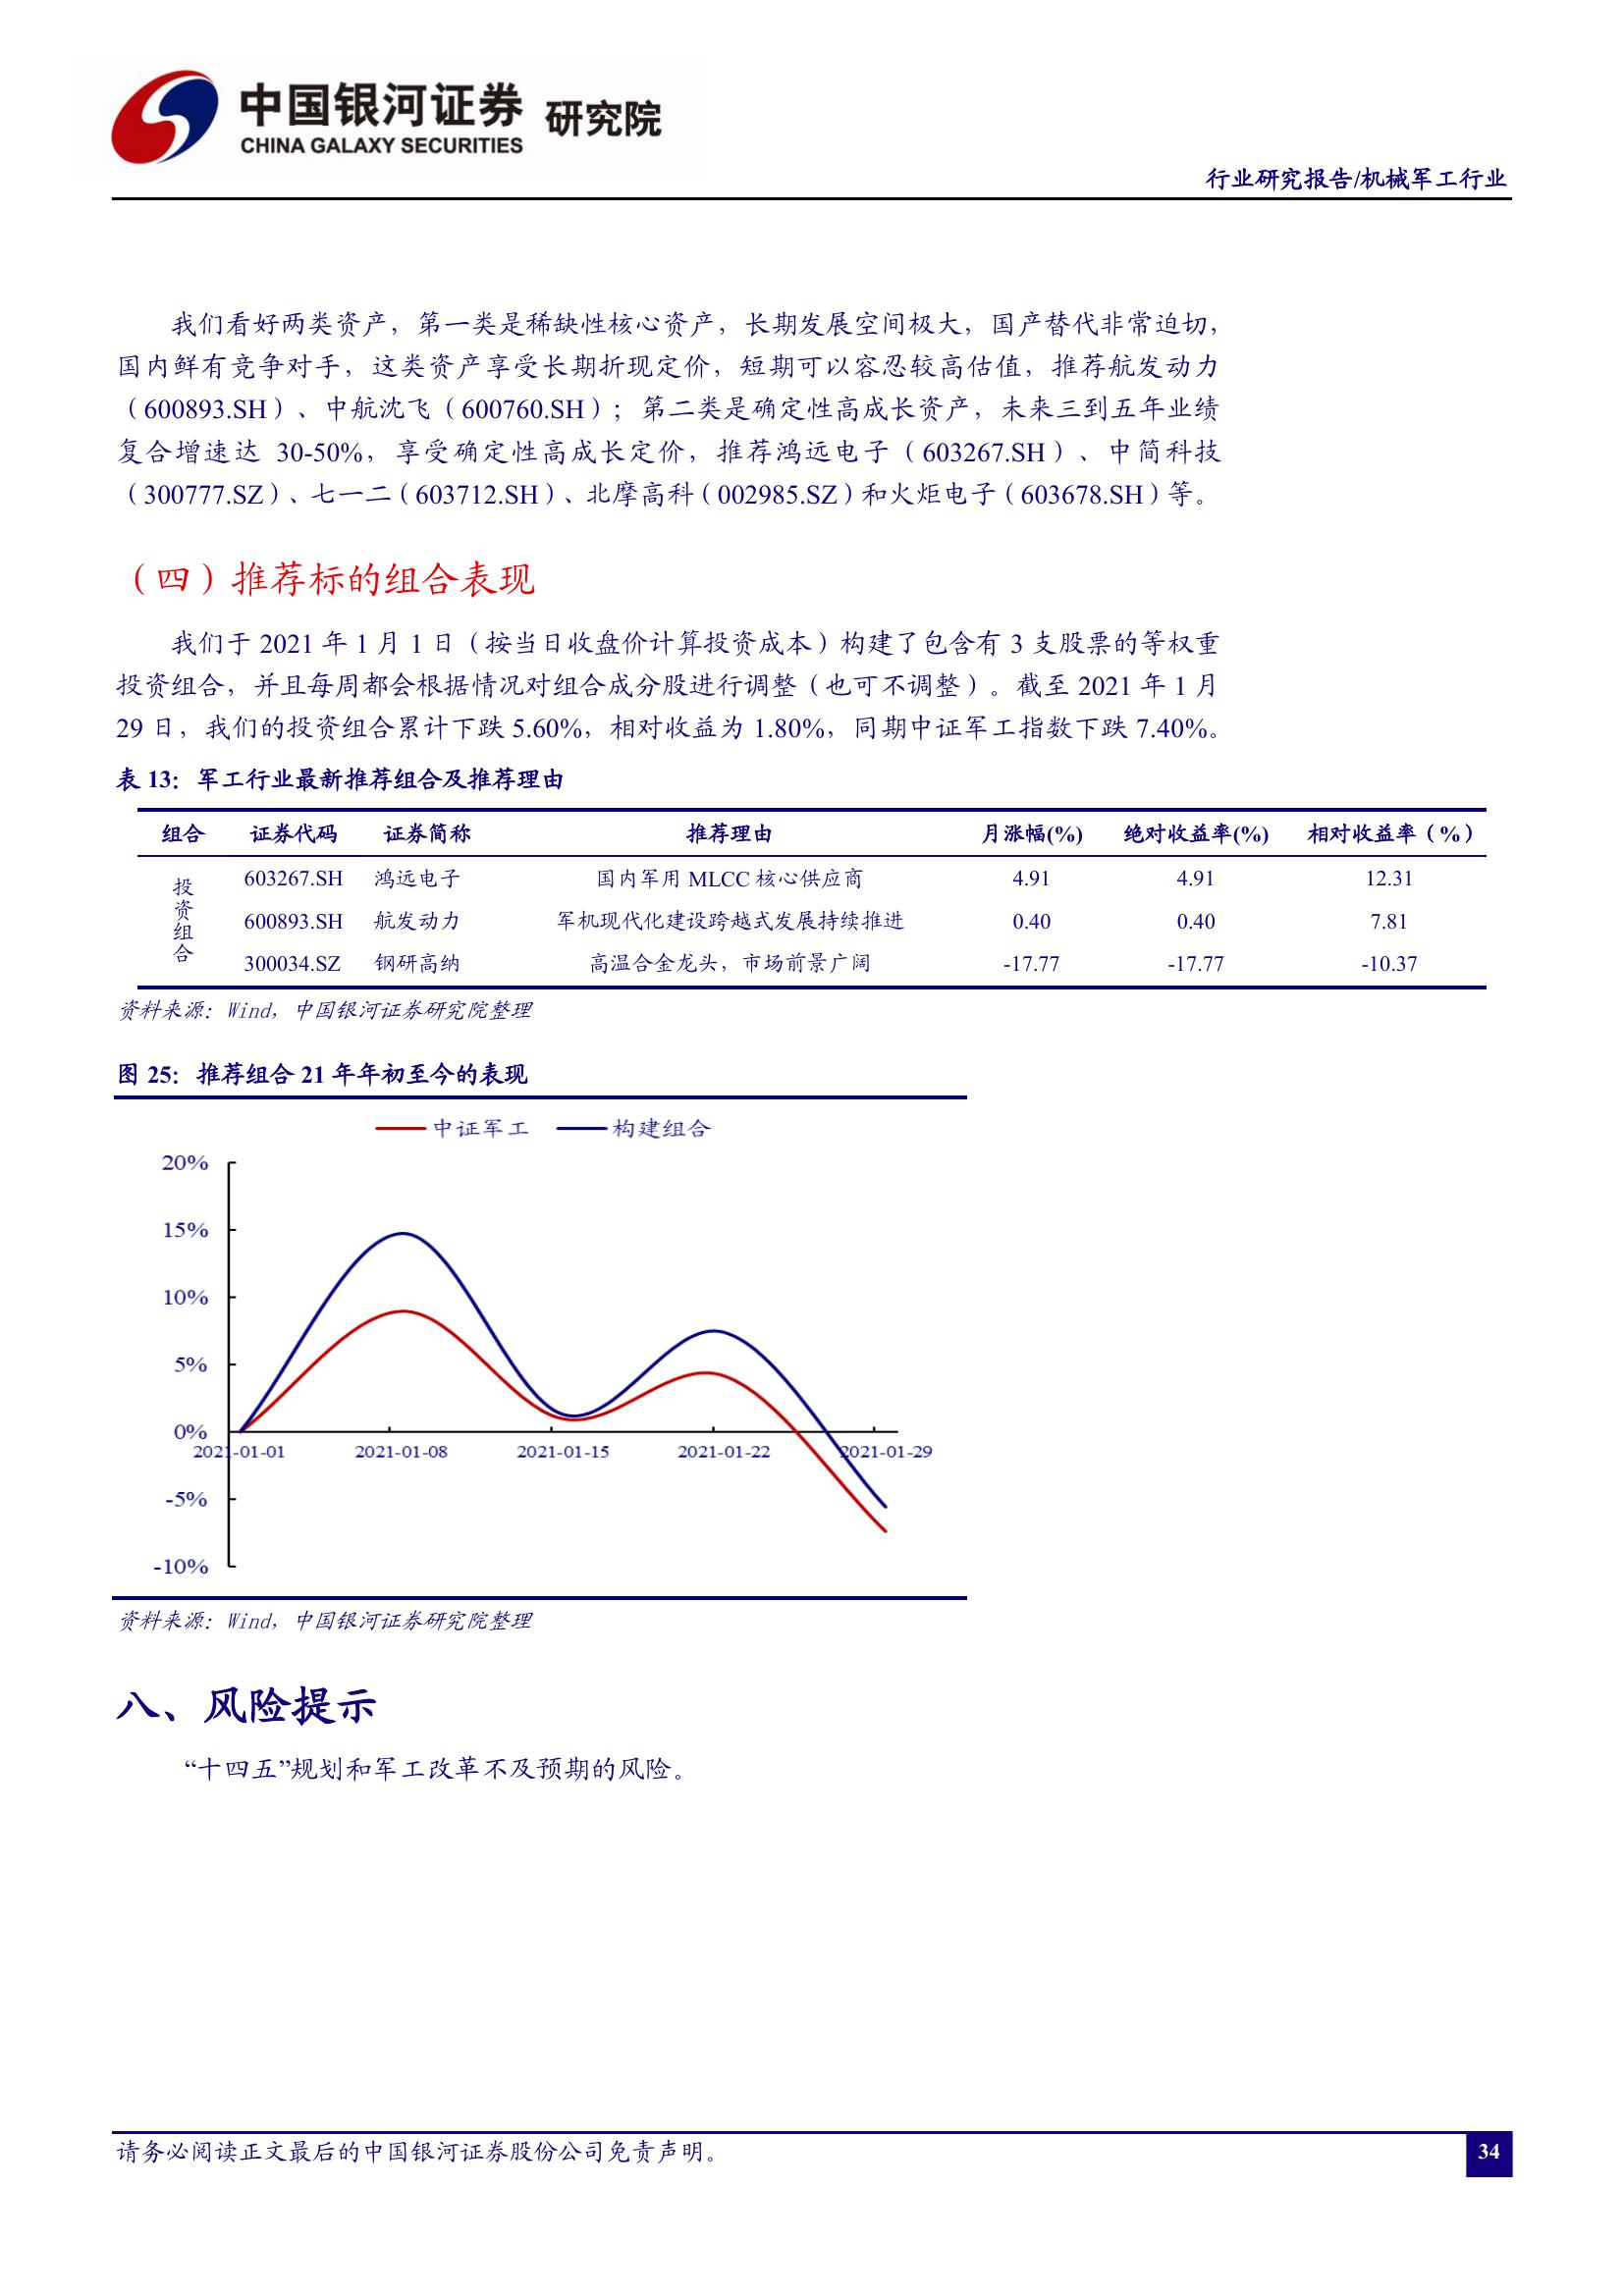 中国银河证券 研究院
CHINA GALAXY SECURITIES
行业研究报告/机械军工行业
我们看好两类资产，第一类是稀缺性核心资产，长期发展空间极大，国产替代非常迫切，
国内鲜有竞争对手，这类资产享受长期折现定价，短期可以容忍较高估值，推荐航发动力
（600893.SH）、中航沈飞（600760.SH）；第二类是确定性高成长资产，未来三到五年业绩
复合增速达 30-50%，享受确定性高成长定价，推荐鸿远电子（603267.SH）、中简科技
（300777.SZ）、七一二（603712.SH）、北摩高科（002985.SZ）和火炬电子（603678.SH）等。
（四）推荐标的组合表现
我们于 2021 年 1 月 1 日（按当日收盘价计算投资成本）构建了包含有 3 支股票的等权重
投资组合，并且每周都会根据情况对组合成分股进行调整（也可不调整）。截至 2021 年 1 月
29 日，我们的投资组合累计下跌 5.60%，相对收益为 1.80%，同期中证军工指数下跌 7.40%。
表 13：军工行业最新推荐组合及推荐理由
组合 证券代码 证券简称 推荐理由 月涨幅(%) 绝对收益率(%) 相对收益率（%）
投资组合
603267.SH 鸿远电子 国内军用 MLCC 核心供应商 4.91 4.91 12.31
600893.SH 航发动力 军机现代化建设跨越式发展持续推进 0.40 0.40 7.81
300034.SZ 钢研高纳 高温合金龙头，市场前景广阔 -17.77 -17.77 -10.37
资料来源：Wind，中国银河证券研究院整理
图 25：推荐组合 21 年年初至今的表现
中证军工 构建组合
20%
15%
10%
5%
0%
2021-01-01 2021-01-08 2021-01-15 2021-01-22 2021-01-29
-5%
-10%
资料来源：Wind，中国银河证券研究院整理
八、风险提示
“十四五”规划和军工改革不及预期的风险。
请务必阅读正文最后的中国银河证券股份公司免责声明。
34